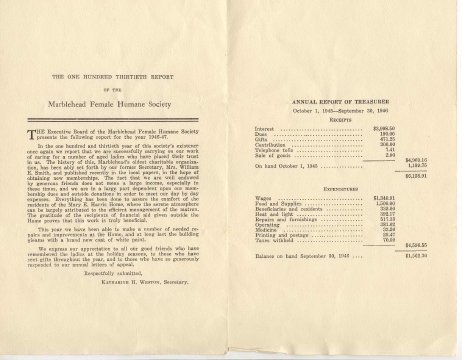 THE ONE HUNDRED THIRTIETH REPORT
OF THE
Marblehead Female Humane Society
THE Executive Board of the Marblehead Female Humane Society
presents the following report for the year 1946-47.
In the one hundred and thirtieth year of this society's existence
once again we report that we are successfully carrying on our work
of caring for a number of aged ladies who have placed their trust
in us. The history of this, Marblehead's oldest charitable organiza-
tion, has been ably set forth by our former Secretary, Mrs. William
E. Smith, and published recently in the local papers, in the hope of
obtaining new memberships. The fact that we are well endowed
by generous friends does not mean a large income, especially in
these times, and we are in a large part dependent upon our mem-
bership dues and outside donations in order to meet our day by day
expenses. Everything has been done to assure the comfort of the
residents of the Mary E. Harris Home, where the serene atmosphere
can be largely attributed to the efficient management of the matron.
The gratitude of the recipients of financial aid given outside the
Home proves that this work is truly beneficial.
This year we have been able to make a number of needed re-
pairs and improvements at the Home, and at long last the building
gleams with a brand new coat of white paint.
We express our appreciation to all our good friends who have
remembered the ladies at the holiday seasons, to those who have
sent gifts throughout the year, and to those who have so generously
responded to our annual letters of appeal.
Respectfully submitted,
KATHARINE H. WESTON, Secretary.
ANNUAL REPORT OF TREASURER
October 1, 1945—September 30, 1946
RECEIPTS
Interest
Dues
Gifts
Contribution
Telephone tolls 7.41
Sale of goods 2.00
On hand October 1, 1945
EXPENDITURES
Wages
Food and Supplies
Beneficiaries and residents
Heat and light
Repairs and furnishings
Operating
Medicine
Printing and postage
Taxes withheld
Balance on hand September 30, 1946